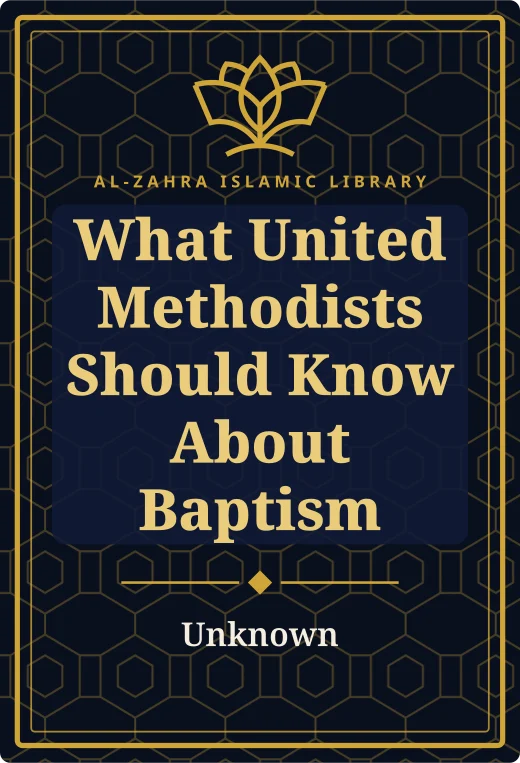 AL-ZAHRA ISLAMIC LIBRARY
What United
Methodists
Should Know
About
Baptism
Unknown